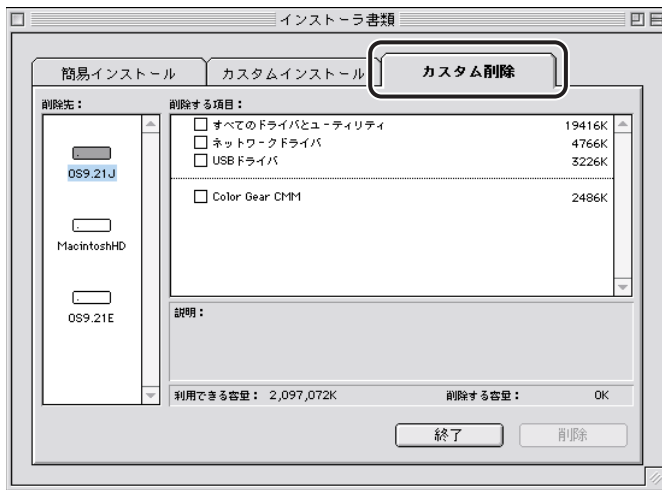 インストーラ書類
簡易インストール カスタムインストール カスタム削除
削除先： 削除する項目：
すべてのドライバとユーティリティ 19416K
ネットワークドライバ 4766K
USBドライバ 3226K
Color Gear CMM 2486K
OS9.21J
MacintoshHD
OS9.21E
説明：
利用できる容量： 2,097,072K 削除する容量： 0K
終了 削除